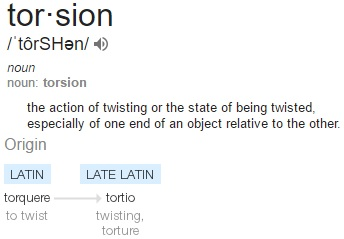 tor·sion
/ˈtôrSHən/
noun
noun: torsion
the action of twisting or the state of being twisted,
especially of one end of an object relative to the other.
Origin
LATIN LATE LATIN
torquere tortio
to twist twisting,
torture